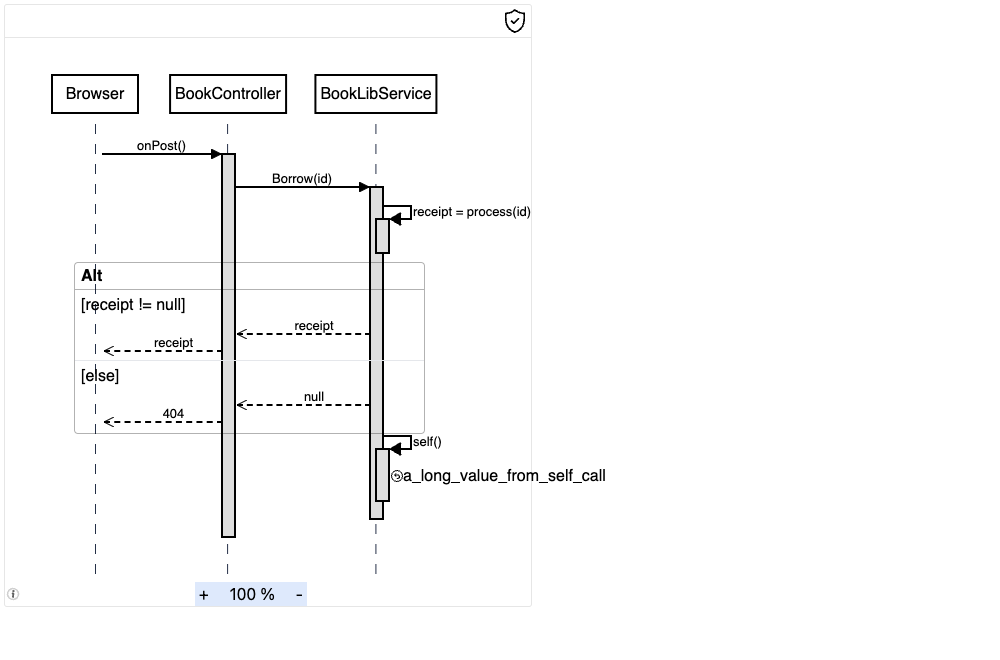 Browser
BookController
BookLibService
onPost()
Borrow(id)
receipt = process(id)
Alt
[receipt != null]
receipt
receipt
[else]
null
404
self()
a_long_value_from_self_call
+ 100 % -